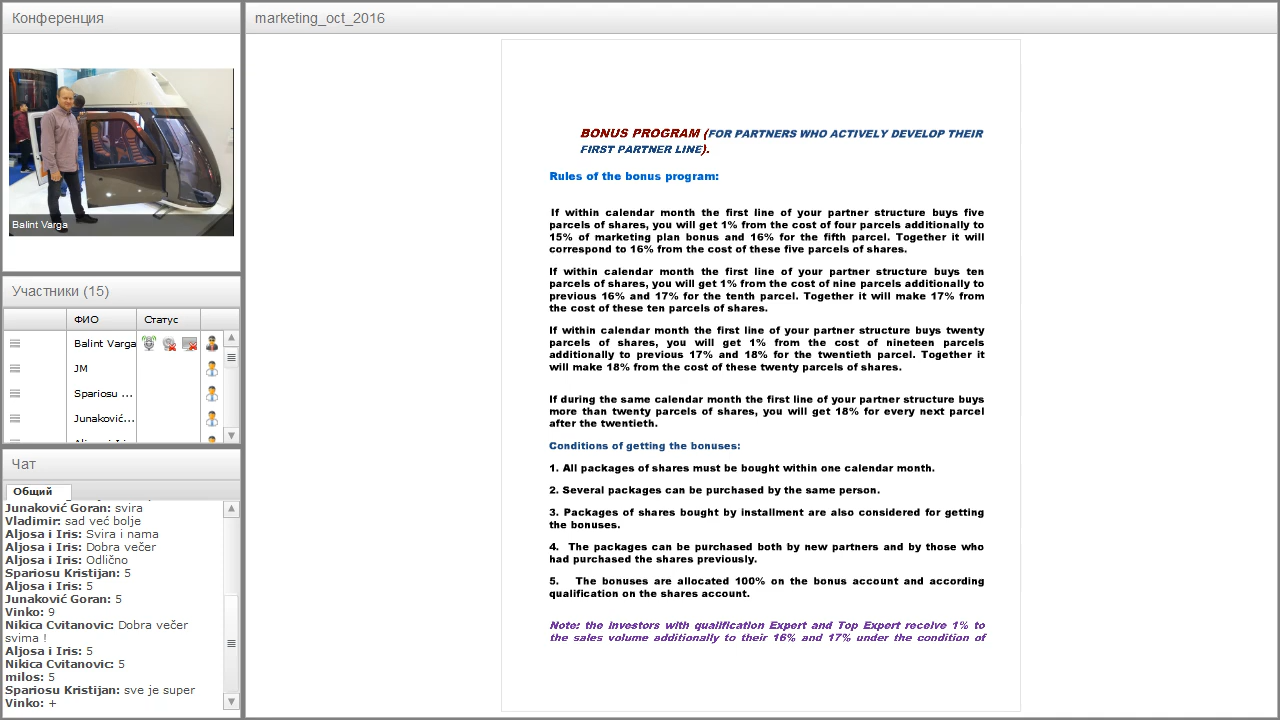 Конференция
Balint Varga
Участники (15)
ФИО Статус
Balint Varga
JM
Spariosu ...
Junaković...
Чат
Общий
Junaković Goran: svira
Vladimir: sad već bolje
Aljosa i Iris: Svira i nama
Aljosa i Iris: Dobra večer
Aljosa i Iris: Odlično
Spariosu Kristijan: 5
Aljosa i Iris: 5
Junaković Goran: 5
Vinko: 9
Nikica Cvitanovic: Dobra večer
svima !
Aljosa i Iris: 5
Nikica Cvitanovic: 5
milos: 5
Spariosu Kristijan: sve je super
Vinko: +
marketing_oct_2016
BONUS PROGRAM (FOR PARTNERS WHO ACTIVELY DEVELOP THEIR
FIRST PARTNER LINE).
Rules of the bonus program:
If within calendar month the first line of your partner structure buys five
parcels of shares, you will get 1% from the cost of four parcels additionally to
15% of marketing plan bonus and 16% for the fifth parcel. Together it will
correspond to 16% from the cost of these five parcels of shares.
If within calendar month the first line of your partner structure buys ten
parcels of shares, you will get 1% from the cost of nine parcels additionally to
previous 16% and 17% for the tenth parcel. Together it will make 17% from
the cost of these ten parcels of shares.
If within calendar month the first line of your partner structure buys twenty
parcels of shares, you will get 1% from the cost of nineteen parcels
additionally to previous 17% and 18% for the twentieth parcel. Together it
will make 18% from the cost of these twenty parcels of shares.
If during the same calendar month the first line of your partner structure buys
more than twenty parcels of shares, you will get 18% for every next parcel
after the twentieth.
Conditions of getting the bonuses:
1. All packages of shares must be bought within one calendar month.
2. Several packages can be purchased by the same person.
3. Packages of shares bought by installment are also considered for getting
the bonuses.
4. The packages can be purchased both by new partners and by those who
had purchased the shares previously.
5. The bonuses are allocated 100% on the bonus account and according
qualification on the shares account.
Note: the investors with qualification Expert and Top Expert receive 1% to
the sales volume additionally to their 16% and 17% under the condition of